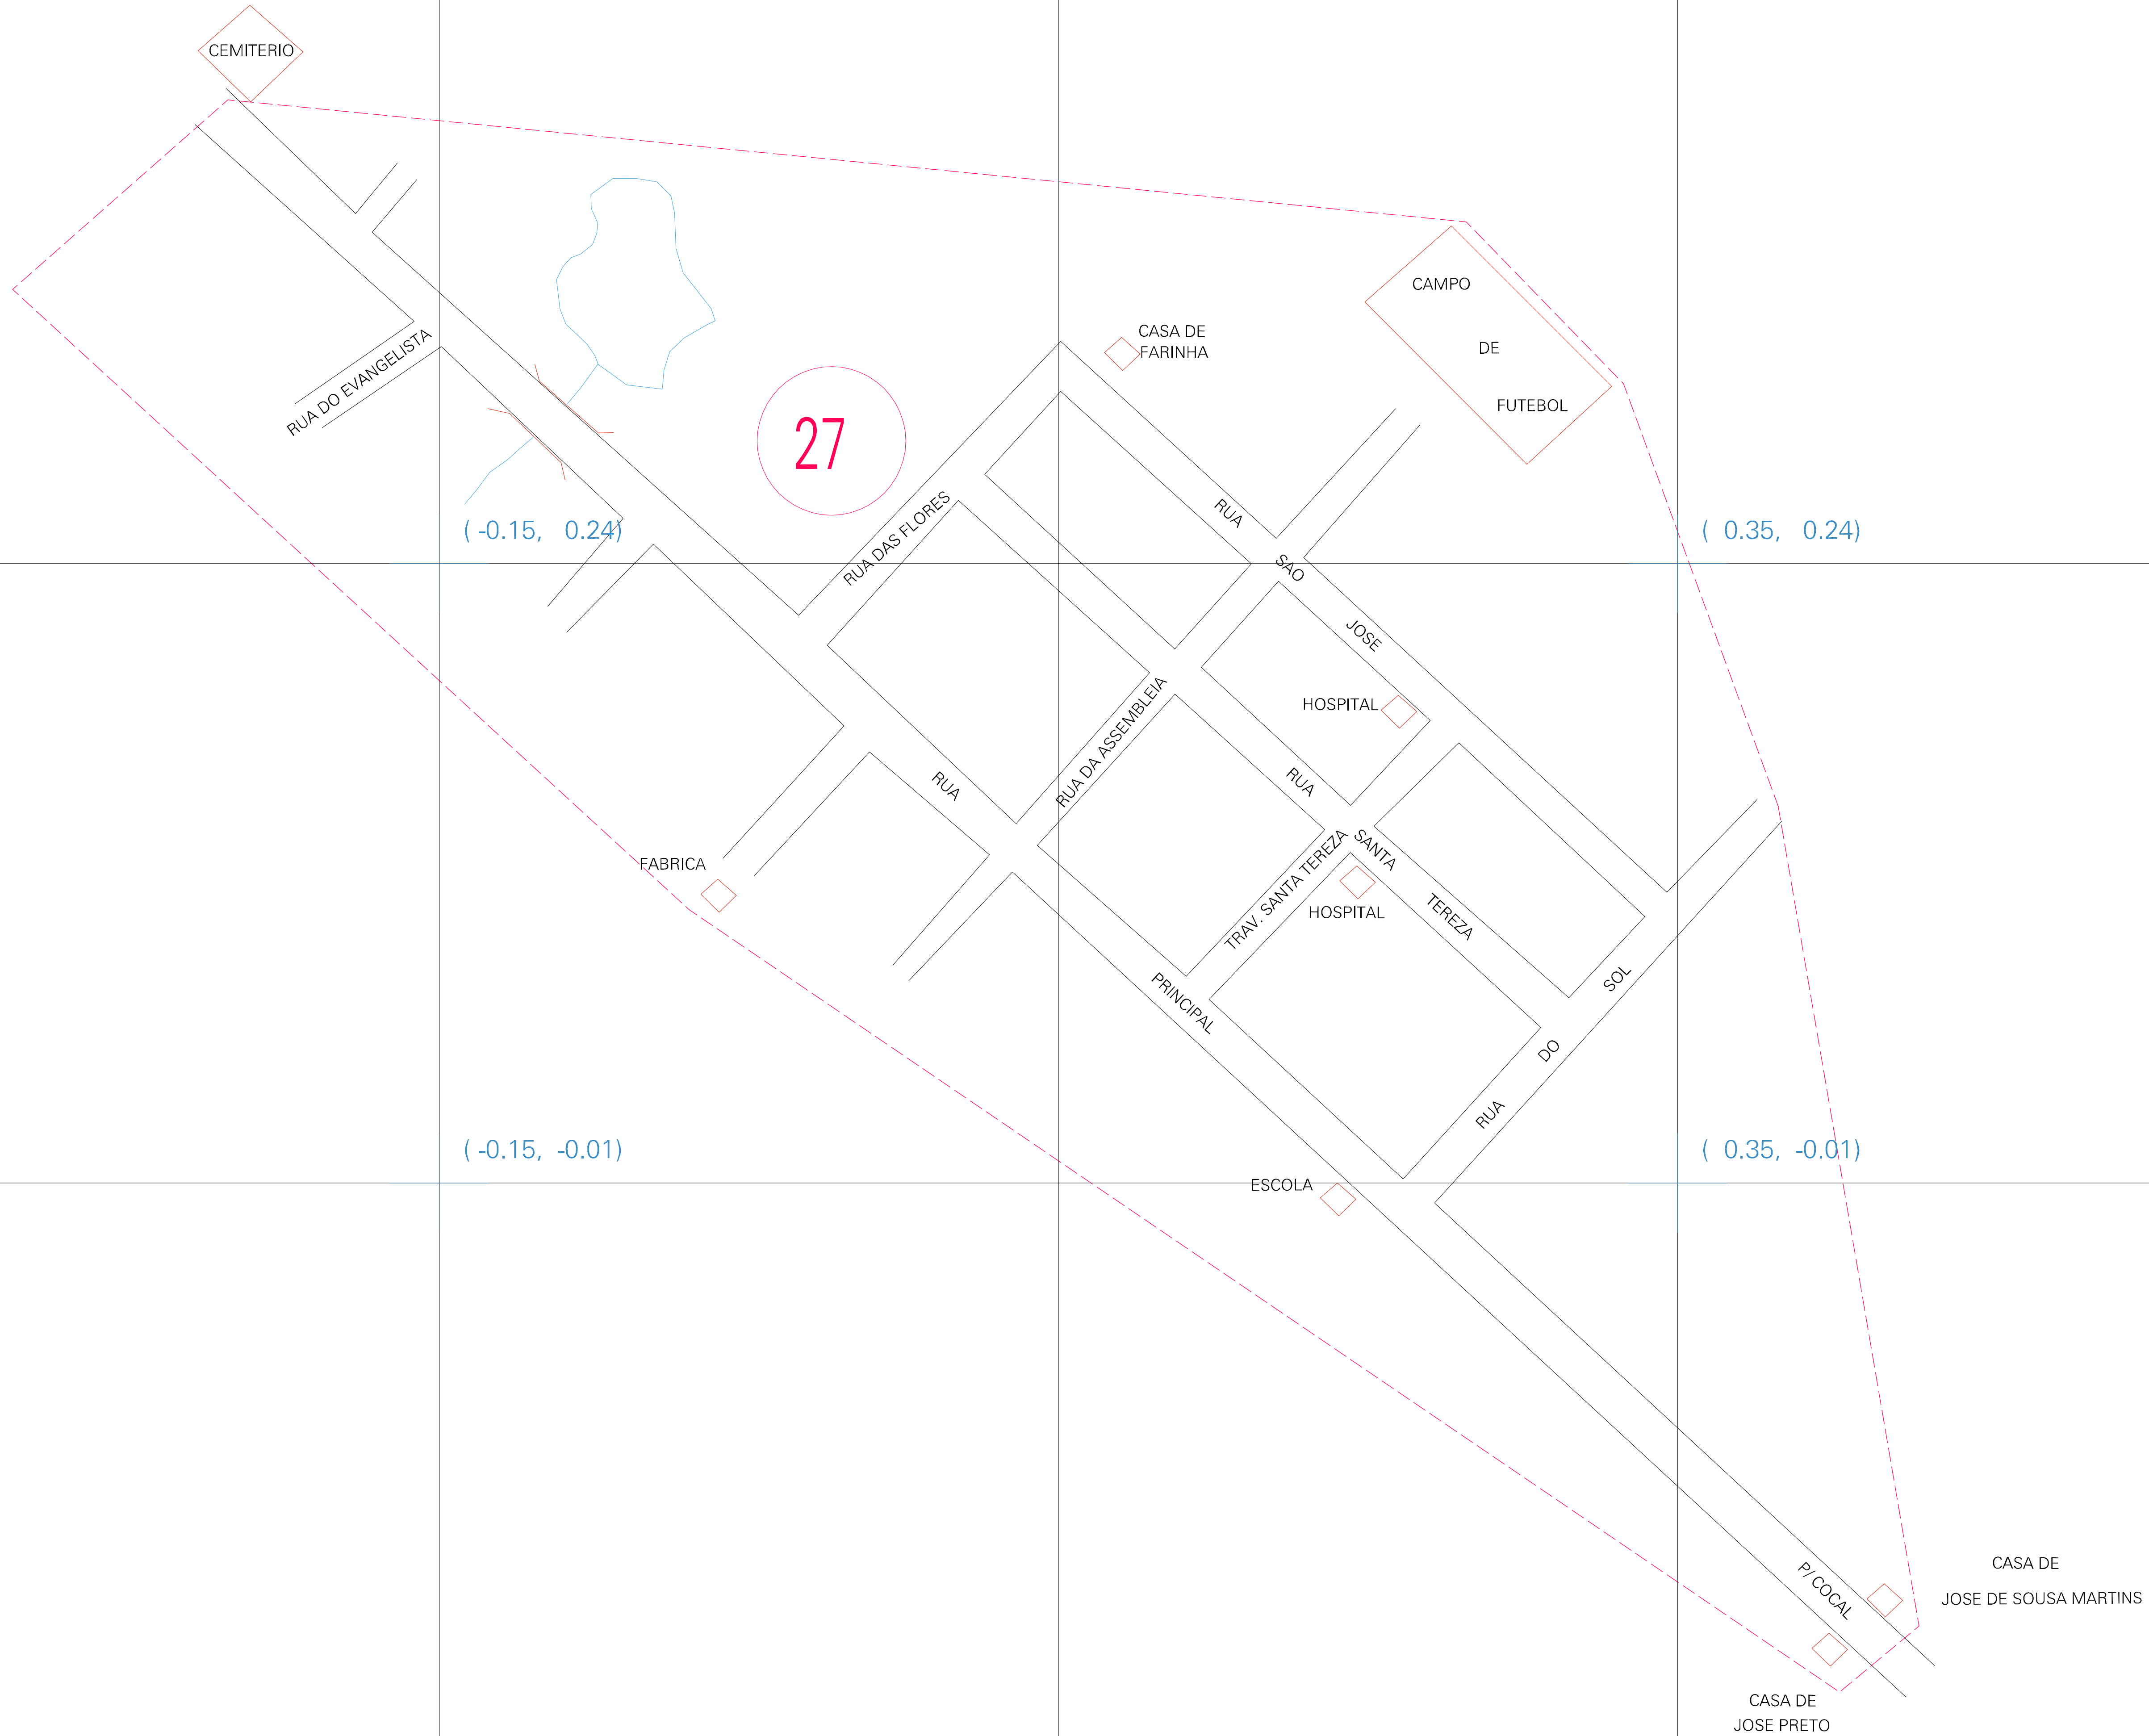 CEMITERIO
CAMPO
DE
FUTEBOL
CASA DE
FARINHA
RUA DO EVANGELISTA
27
RUA DAS FLORES
( -0.15,   0.24)
(  0.35,   0.24)
RUA
SAO
JOSE
HOSPITAL
RUA DA ASSEMBLEIA
RUA
SANTA
TEREZA
RUA
PRINCIPAL
FABRICA
TRAV. SANTA TEREZA
HOSPITAL
SOL
DO
RUA
( -0.15,  -0.01)
(  0.35,  -0.01)
ESCOLA
P/ COCAL
CASA DE
JOSE DE SOUSA MARTINS
CASA DE
JOSE PRETO